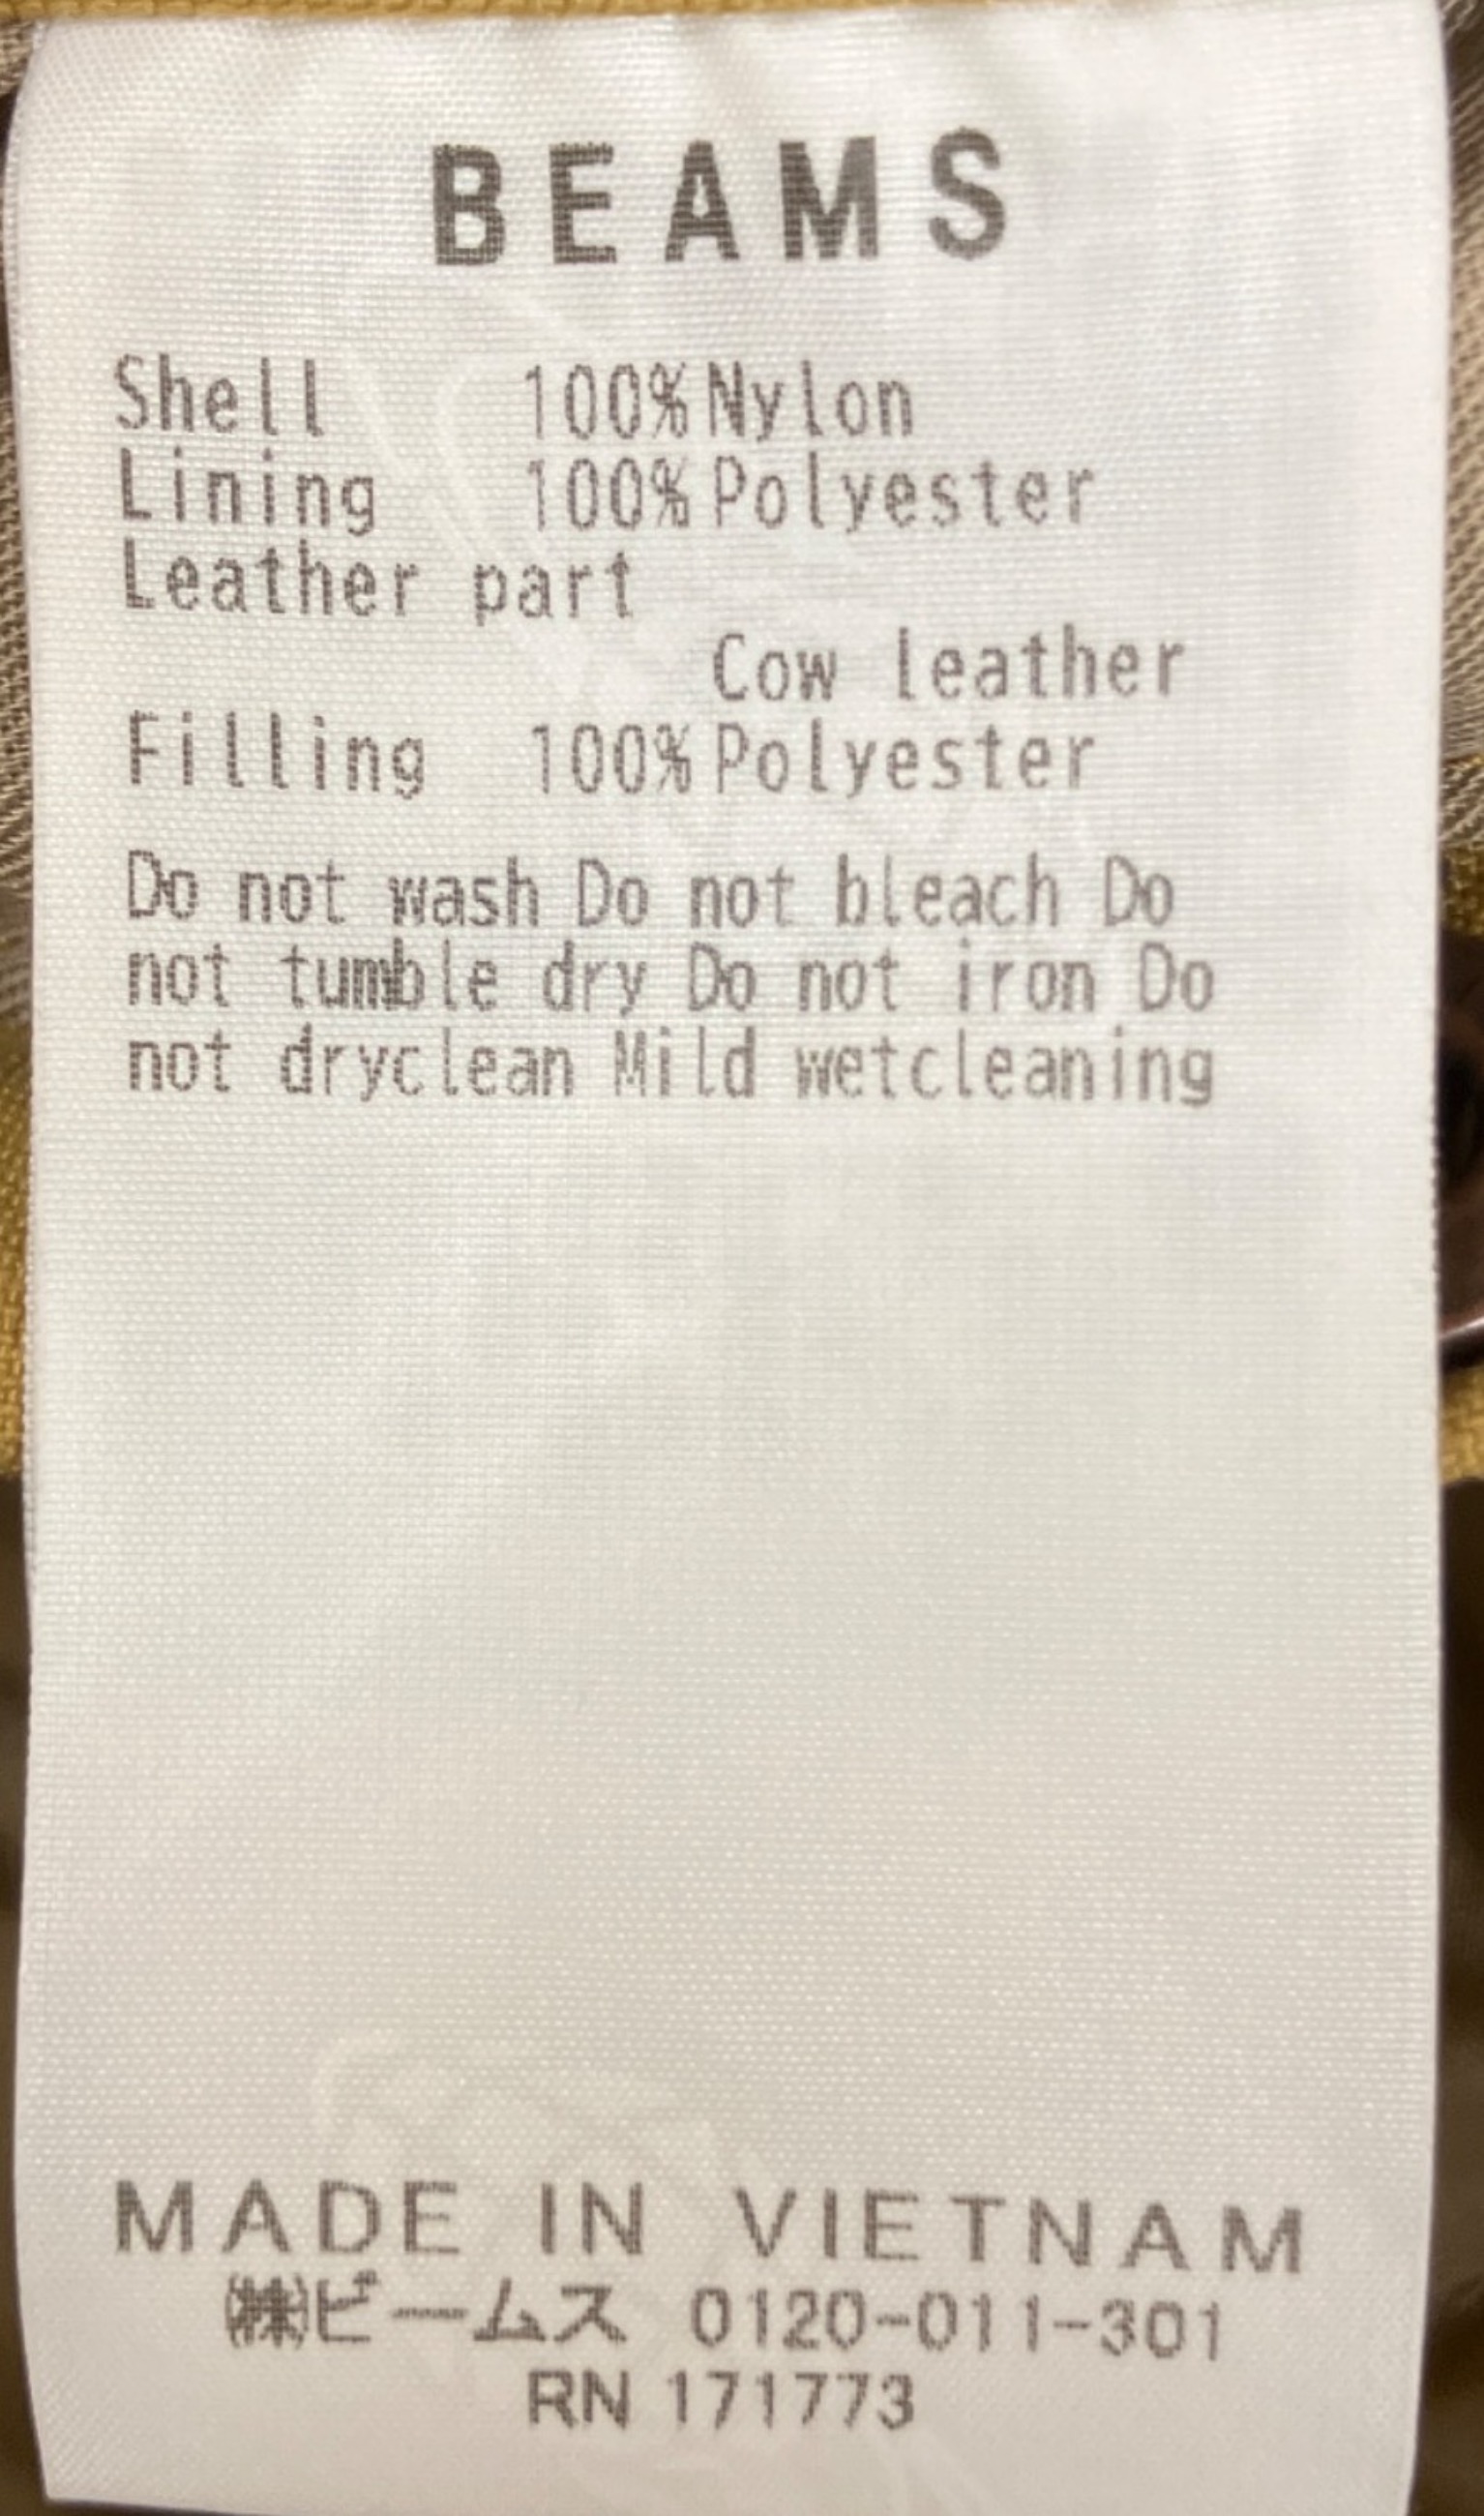 BEAMS
Shell 100%Nylon
Lining 100%Polyester
Leather part
Cow leather
Filling 100%Polyester
Do not wash Do not bleach Do
not tumble dry Do not iron Do
not dryclean Mild wetcleaning
MADE IN VIETNAM
㈱ビームス 0120-011-301
RN 171773